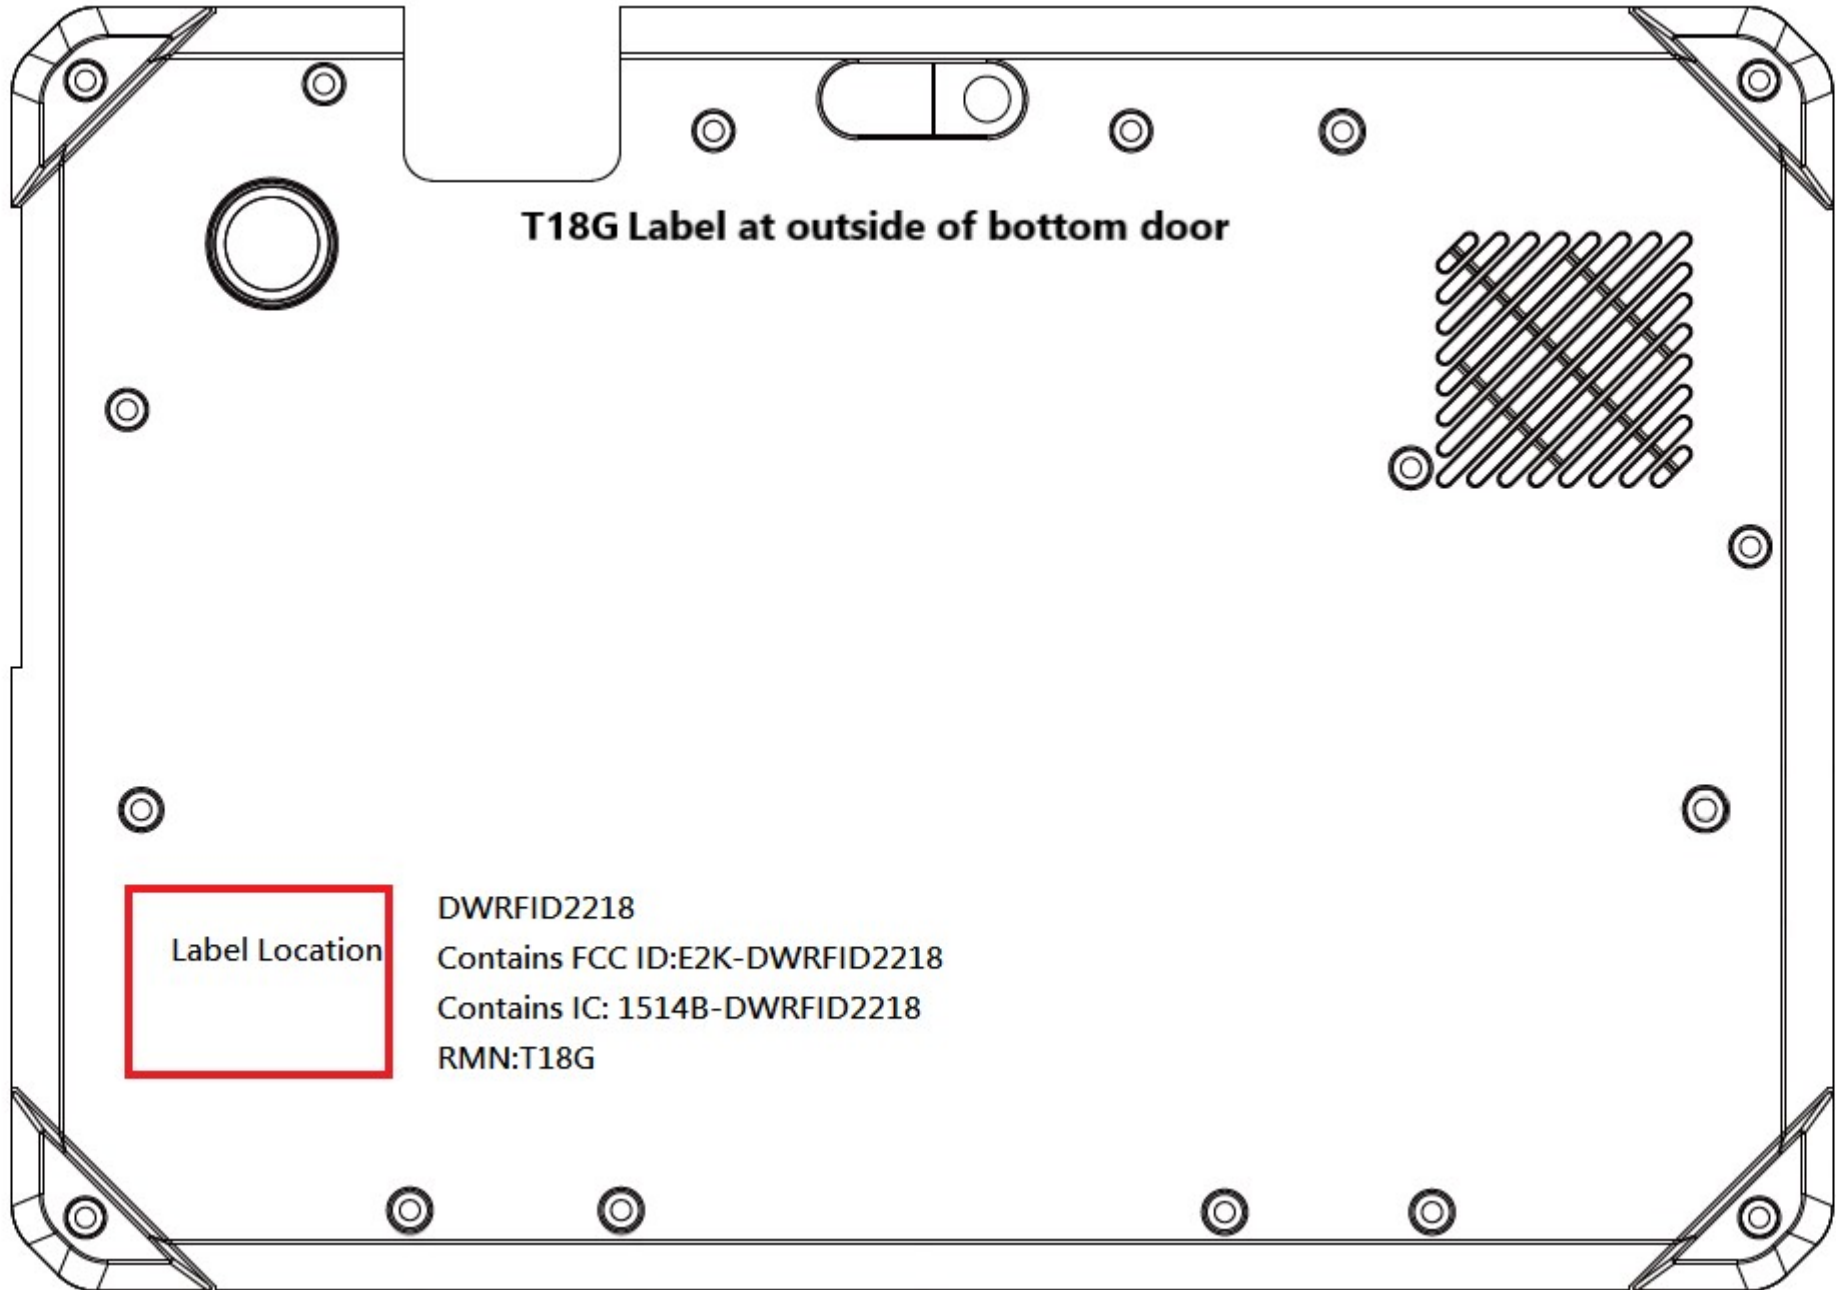 T18G Label at outside of bottom door
Label Location
DWRFID2218
Contains FCC ID:E2K-DWRFID2218
Contains IC: 1514B-DWRFID2218
RMN:T18G